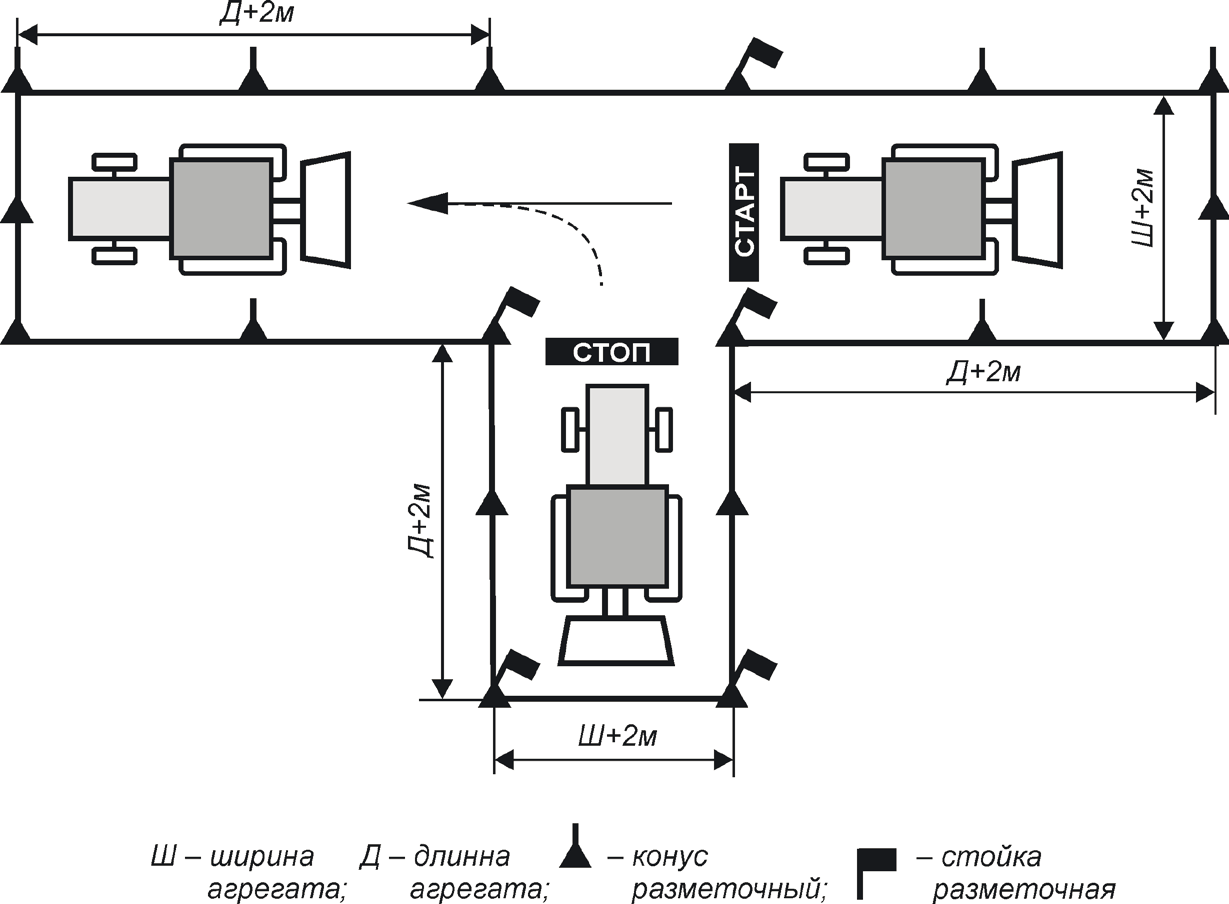 Д+2м
СТАРТ
Ш+2м
СТОП
Д+2м
Д+2м
Ш+2м
Ш – ширина агрегата;
Д – длинна агрегата;
– конус разметочный;
– стойка разметочная